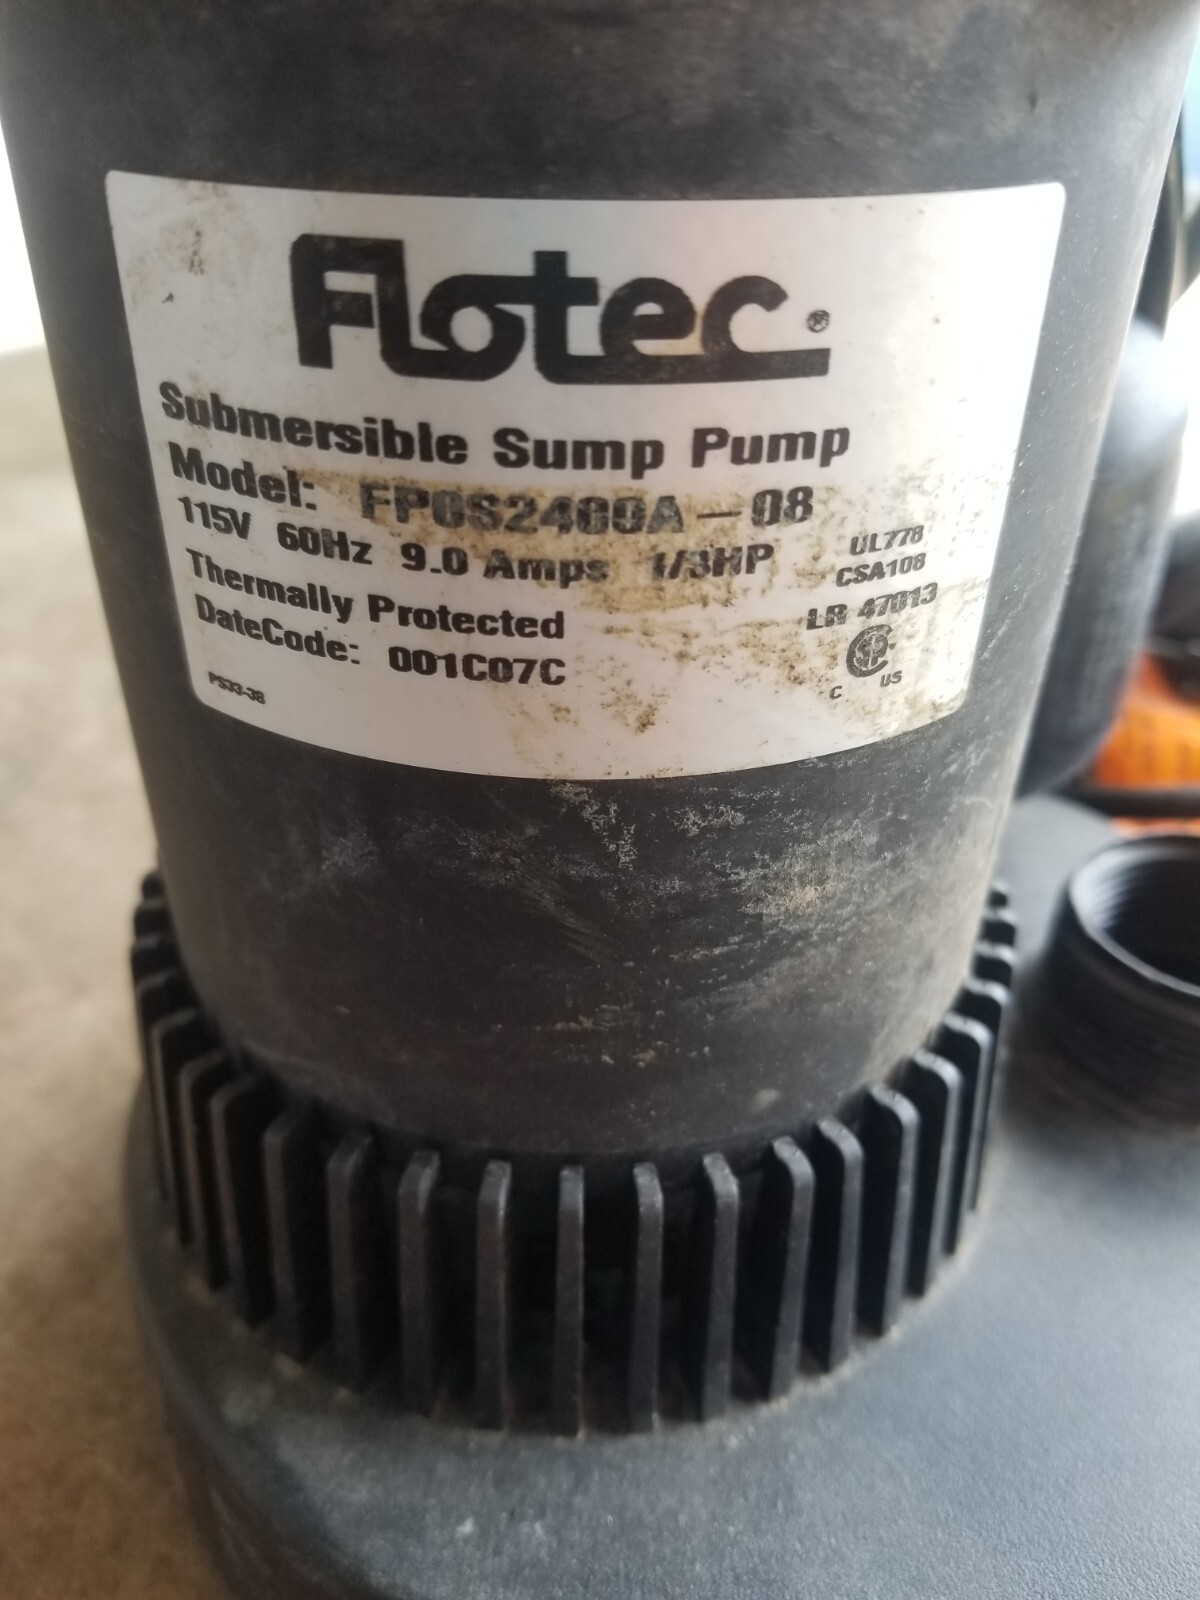 Flotec®
Submersible Sump Pump
Model: FP0S2400A-08
115V 60Hz 9.0 Amps 1/3HP
UL778
CSA108
Thermally Protected
LR 47013
DateCode: 001C07C
C US
PS33-38